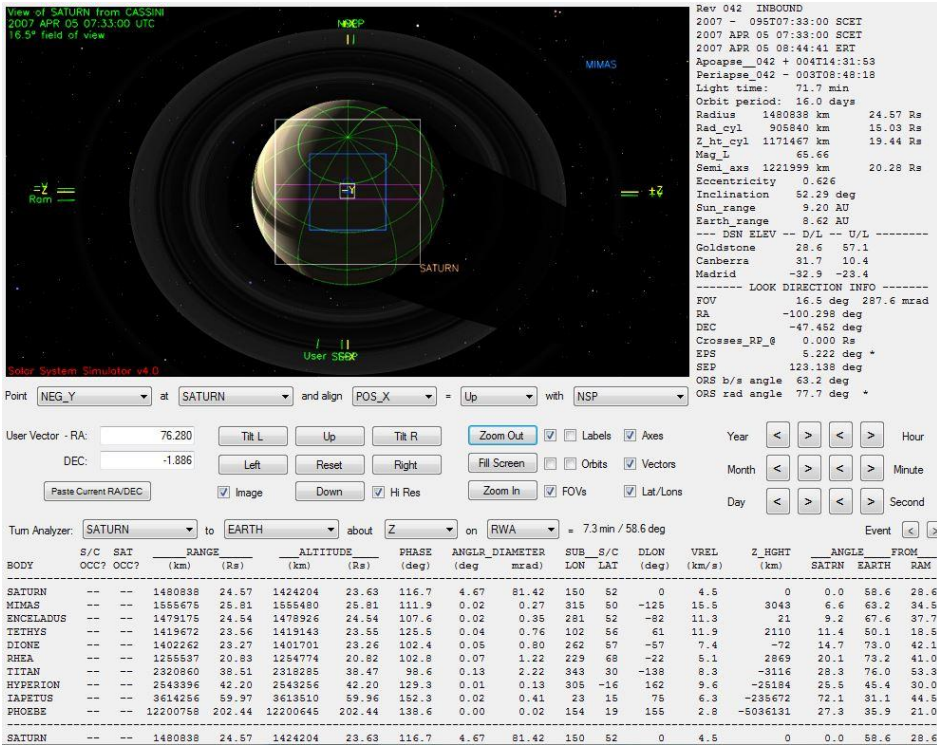 View of SATURN from CASSINI
2007 APR 05 07:33:00 UTC
16.5° field of view
MIMAS
-Y
Ram
SATURN
User
Solar System Simulator v4.0
Rev 042 INBOUND
2007 - 095T07:33:00 SCET
2007 APR 05 07:33:00 SCET
2007 APR 05 08:44:41 ERT
Apoapse__042 + 004T14:31:53
Periapse_042 - 003T08:48:18
Light time: 71.7 min
Orbit period: 16.0 days
Radius 1480838 km 24.57 Rs
Rad_cyl 905840 km 15.03 Rs
Z_ht_cyl 1171467 km 19.44 Rs
Mag_L 65.66
Semi_axs 1221999 km 20.28 Rs
Eccentricity 0.626
Inclination 52.29 deg
Sun_range 9.20 AU
Earth_range 8.62 AU
--- DSN ELEV -- D/L -- U/L --------
Goldstone 28.6 57.1
Canberra 31.7 10.4
Madrid -32.9 -23.4
------- LOOK DIRECTION INFO -------
FOV 16.5 deg 287.6 mrad
RA -100.298 deg
DEC -47.452 deg
Crosses_RP_@ 0.000 Rs
EPS 5.222 deg *
SEP 123.138 deg
ORS b/s angle 63.2 deg
ORS rad angle 77.7 deg *
Point NEG_Y at SATURN and align POS_X = Up with NSP
User Vector - RA: 76.280 Tilt L Up Tilt R Zoom Out Labels Axes Year < > < > Hour
DEC: -1.886 Left Reset Right Fill Screen Orbits Vectors Month < > < > Minute
Paste Current RA/DEC Image Down Hi Res Zoom In FOVs Lat/Lons Day < > < > Second
Turn Analyzer: SATURN to EARTH about Z on RWA = 7.3 min / 58.6 deg Event < >
S/C SAT RANGE ALTITUDE PHASE ANGLR_DIAMETER SUB_S/C DLON VREL Z_HGHT ANGLE FROM
BODY OCC? OCC? (km) (Rs) (km) (Rs) (deg) (deg mrad) LON LAT (deg) (km/s) (km) SATRN EARTH RAM
SATURN -- -- 1480838 24.57 1424204 23.63 116.7 4.67 81.42 150 52 0 4.5 0 0.0 58.6 28.6
MIMAS -- -- 1555675 25.81 1555480 25.81 111.9 0.02 0.27 315 50 -125 15.5 3043 6.6 63.2 34.5
ENCELADUS -- -- 1479175 24.54 1478926 24.54 107.6 0.02 0.35 281 52 -82 11.3 21 9.2 67.6 37.7
TETHYS -- -- 1419672 23.56 1419143 23.55 125.5 0.04 0.76 102 56 61 11.9 2110 11.4 50.1 18.5
DIONE -- -- 1402262 23.27 1401701 23.26 102.4 0.05 0.80 262 57 -57 7.4 -72 14.7 73.0 42.1
RHEA -- -- 1255537 20.83 1254774 20.82 102.8 0.07 1.22 229 68 -22 5.1 2869 20.1 73.2 41.0
TITAN -- -- 2320860 38.51 2318285 38.47 98.6 0.13 2.22 343 30 -138 8.3 -3116 28.3 76.0 53.3
HYPERION -- -- 2543396 42.20 2543256 42.20 129.3 0.01 0.13 305 -16 162 9.6 -25184 25.5 45.4 30.0
IAPETUS -- -- 3614256 59.97 3613510 59.96 152.3 0.02 0.41 23 15 75 6.3 -235672 72.1 31.1 44.5
PHOEBE -- -- 12200758 202.44 12200645 202.44 138.6 0.00 0.02 154 19 155 2.8 -5036131 27.3 35.9 21.0
SATURN -- -- 1480838 24.57 1424204 23.63 116.7 4.67 81.42 150 52 0 4.5 0 0.0 58.6 28.6